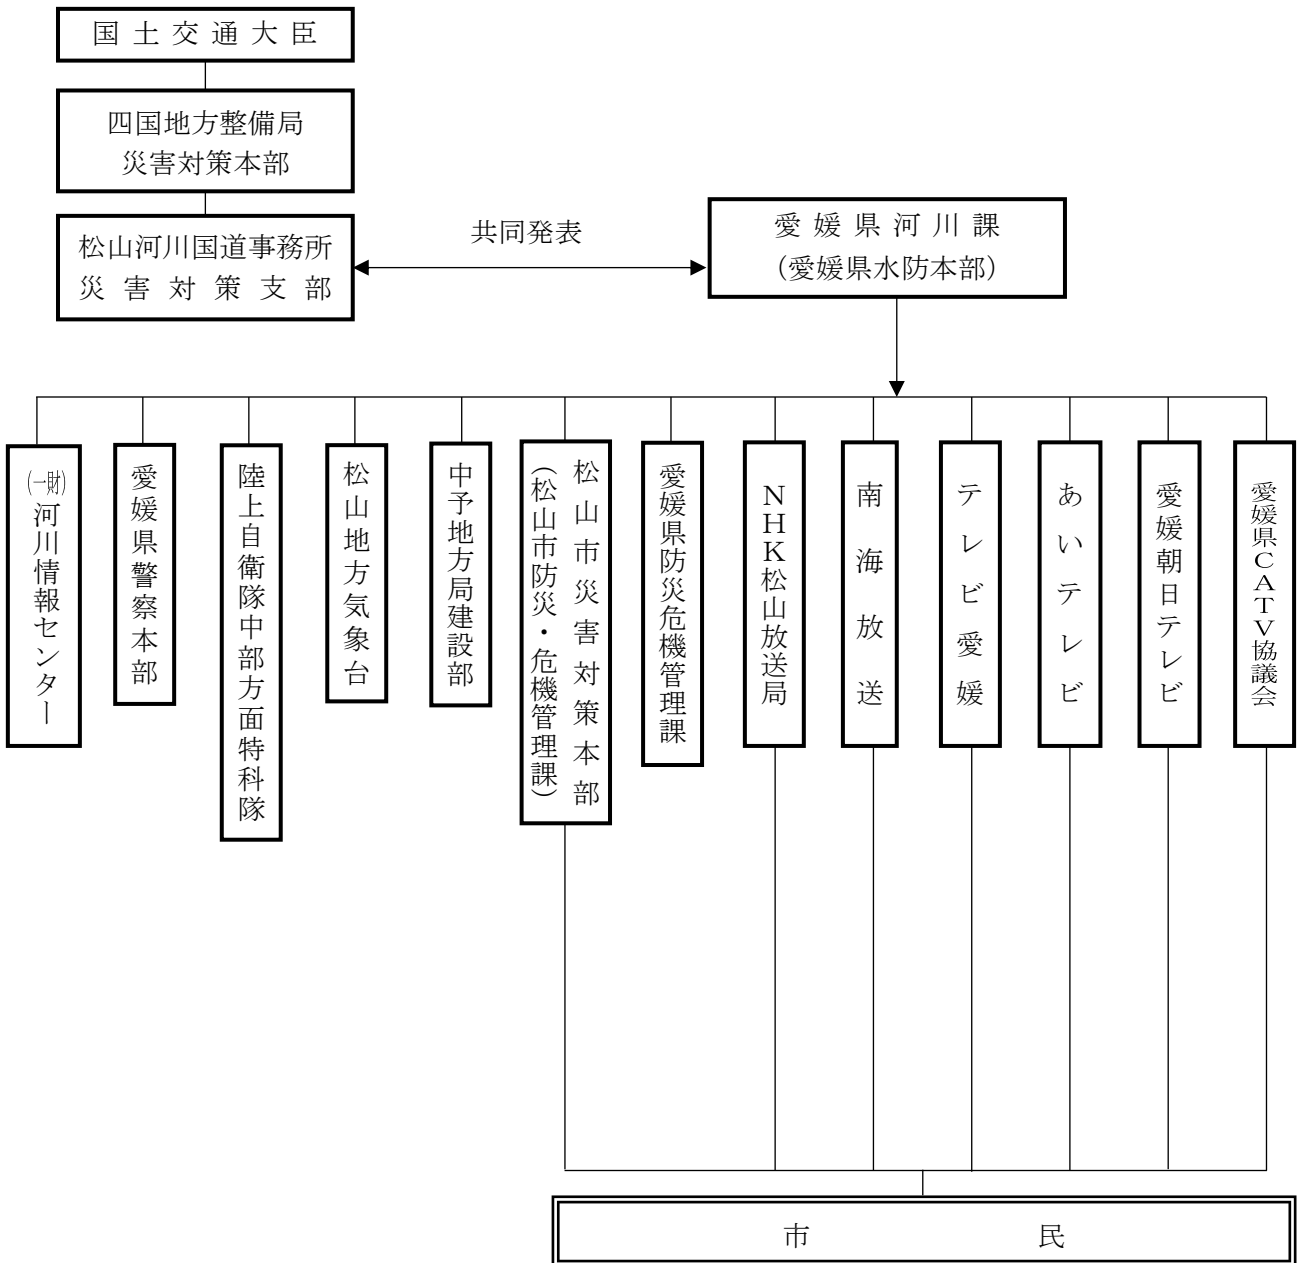 国土交通大臣
四国地方整備局
災害対策本部
松山河川国道事務所
災害対策支部
共同発表
愛媛県河川課
（愛媛県水防本部）
(一財)河川情報センター
愛媛県警察本部
陸上自衛隊中部方面特科隊
松山地方気象台
中予地方局建設部
松山市災害対策本部
（松山市防災・危機管理課）
愛媛県防災危機管理課
ＮＨＫ松山放送局
南海放送
テレビ愛媛
あいテレビ
愛媛朝日テレビ
愛媛県ＣＡＴＶ協議会
市民